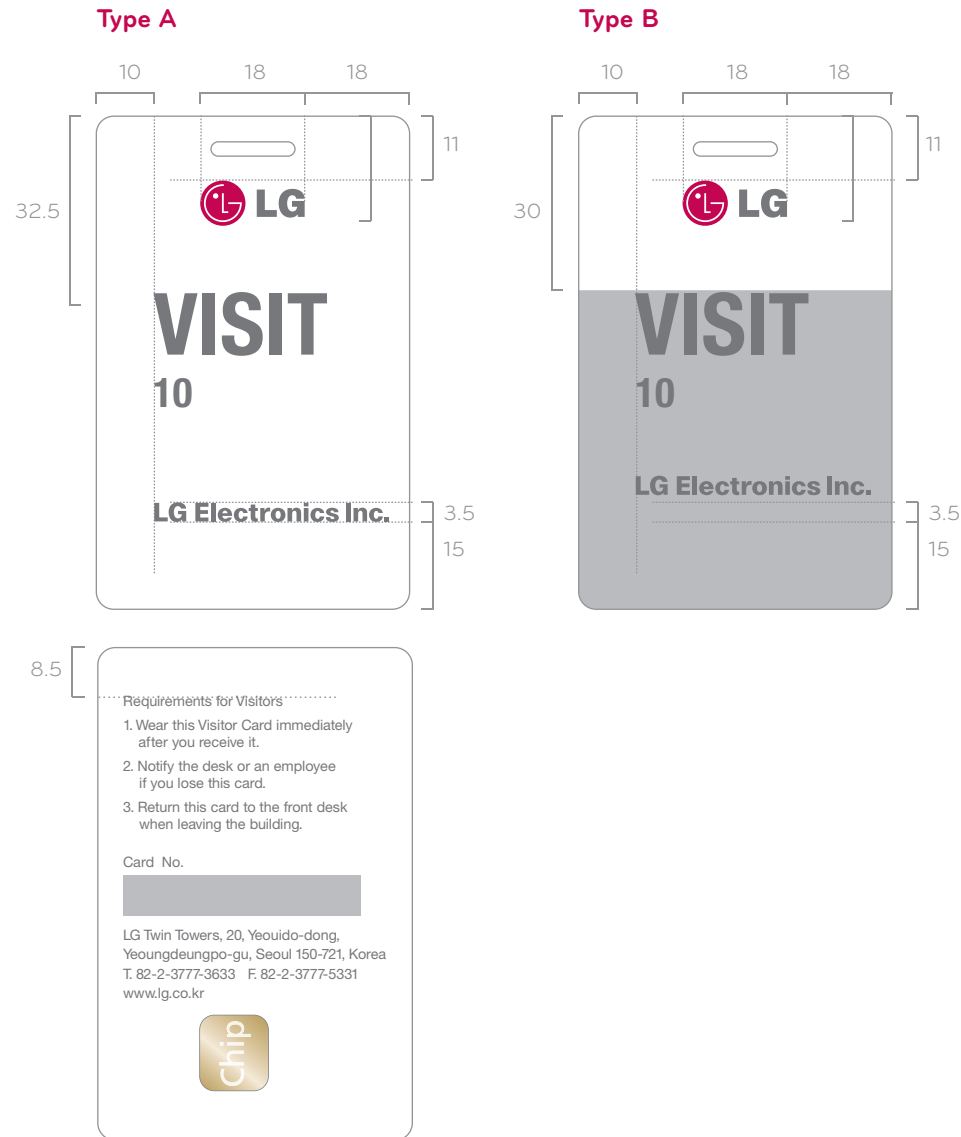 Type A
10 18 18
11
32.5
LG
VISIT
10
LG Electronics Inc.
3.5
15
Type B
10 18 18
11
30
LG
VISIT
10
LG Electronics Inc.
3.5
15
8.5
Requirements for Visitors
1. Wear this Visitor Card immediately
after you receive it.
2. Notify the desk or an employee
if you lose this card.
3. Return this card to the front desk
when leaving the building.
Card No.
LG Twin Towers, 20, Yeouido-dong,
Yeoungdeungpo-gu, Seoul 150-721, Korea
T. 82-2-3777-3633 F. 82-2-3777-5331
www.lg.co.kr
Chip